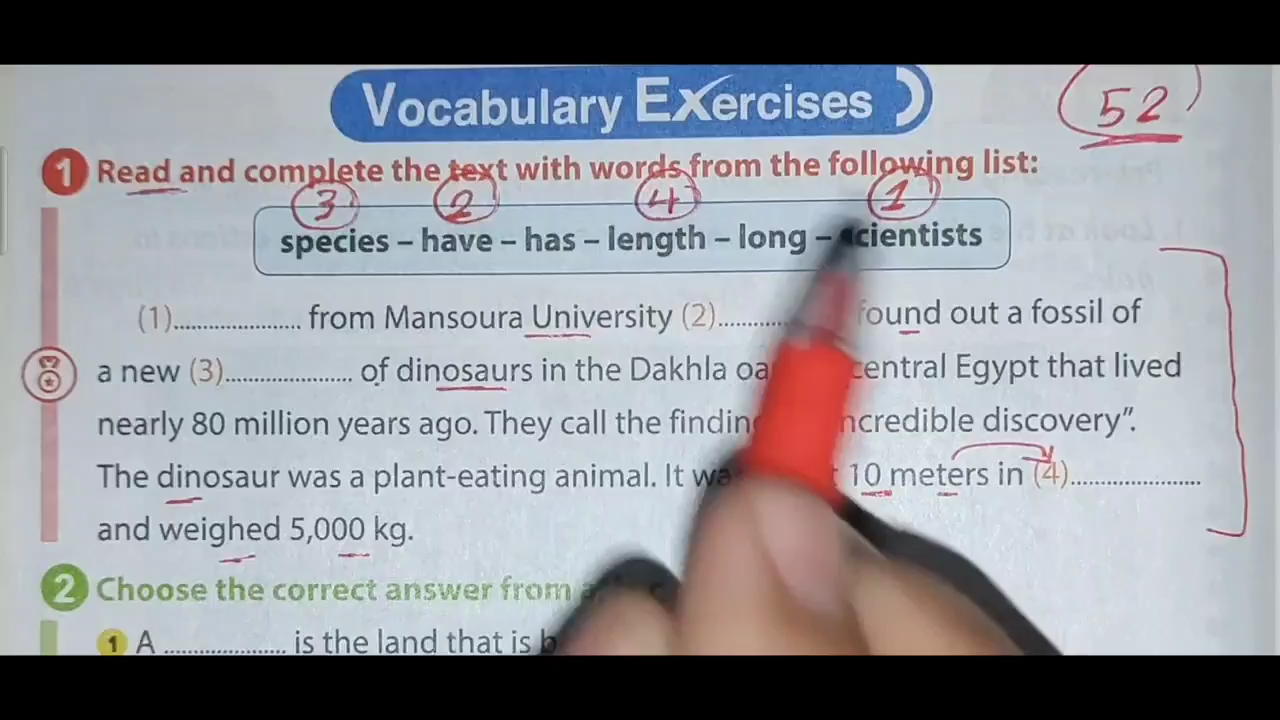 Vocabulary Exercises
52
1 Read and complete the text with words from the following list:
3 2 4 1
species – have – has – length – long – scientists
(1)..................... from Mansoura University (2)............ found out a fossil of
a new (3)..................... of dinosaurs in the Dakhla central Egypt that lived
nearly 80 million years ago. They call the finding incredible discovery".
The dinosaur was a plant-eating animal. It 10 meters in (4).....................
and weighed 5,000 kg.
2 Choose the correct answer from
1 A .................... is the land that is